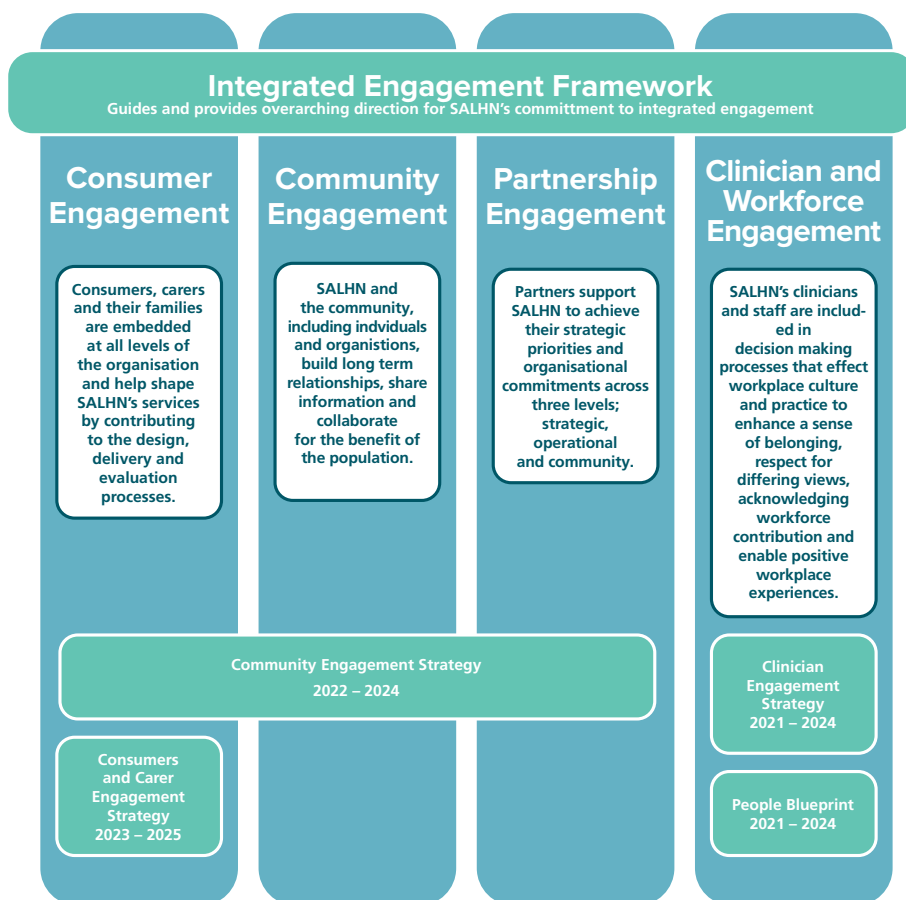 Integrated Engagement Framework
Guides and provides overarching direction for SALHN's committment to integrated engagement
Consumer
Engagement
Consumers, carers
and their families
are embedded
at all levels of
the organisation
and help shape
SALHN's services
by contributing
to the design,
delivery and
evaluation
processes.
Community
Engagement
SALHN and
the community,
including indviduals
and organistions,
build long term
relationships, share
information and
collaborate
for the benefit of
the population.
Partnership
Engagement
Partners support
SALHN to achieve
their strategic
priorities and
organisational
commitments across
three levels;
strategic,
operational
and community.
Clinician and
Workforce
Engagement
SALHN's clinicians
and staff are includ-
ed in
decision making
processes that effect
workplace culture
and practice to
enhance a sense
of belonging,
respect for
differing views,
acknowledging
workforce
contribution and
enable positive
workplace
experiences.
Community Engagement Strategy
2022 – 2024
Consumers
and Carer
Engagement
Strategy
2023 – 2025
Clinician
Engagement
Strategy
2021 – 2024
People Blueprint
2021 – 2024